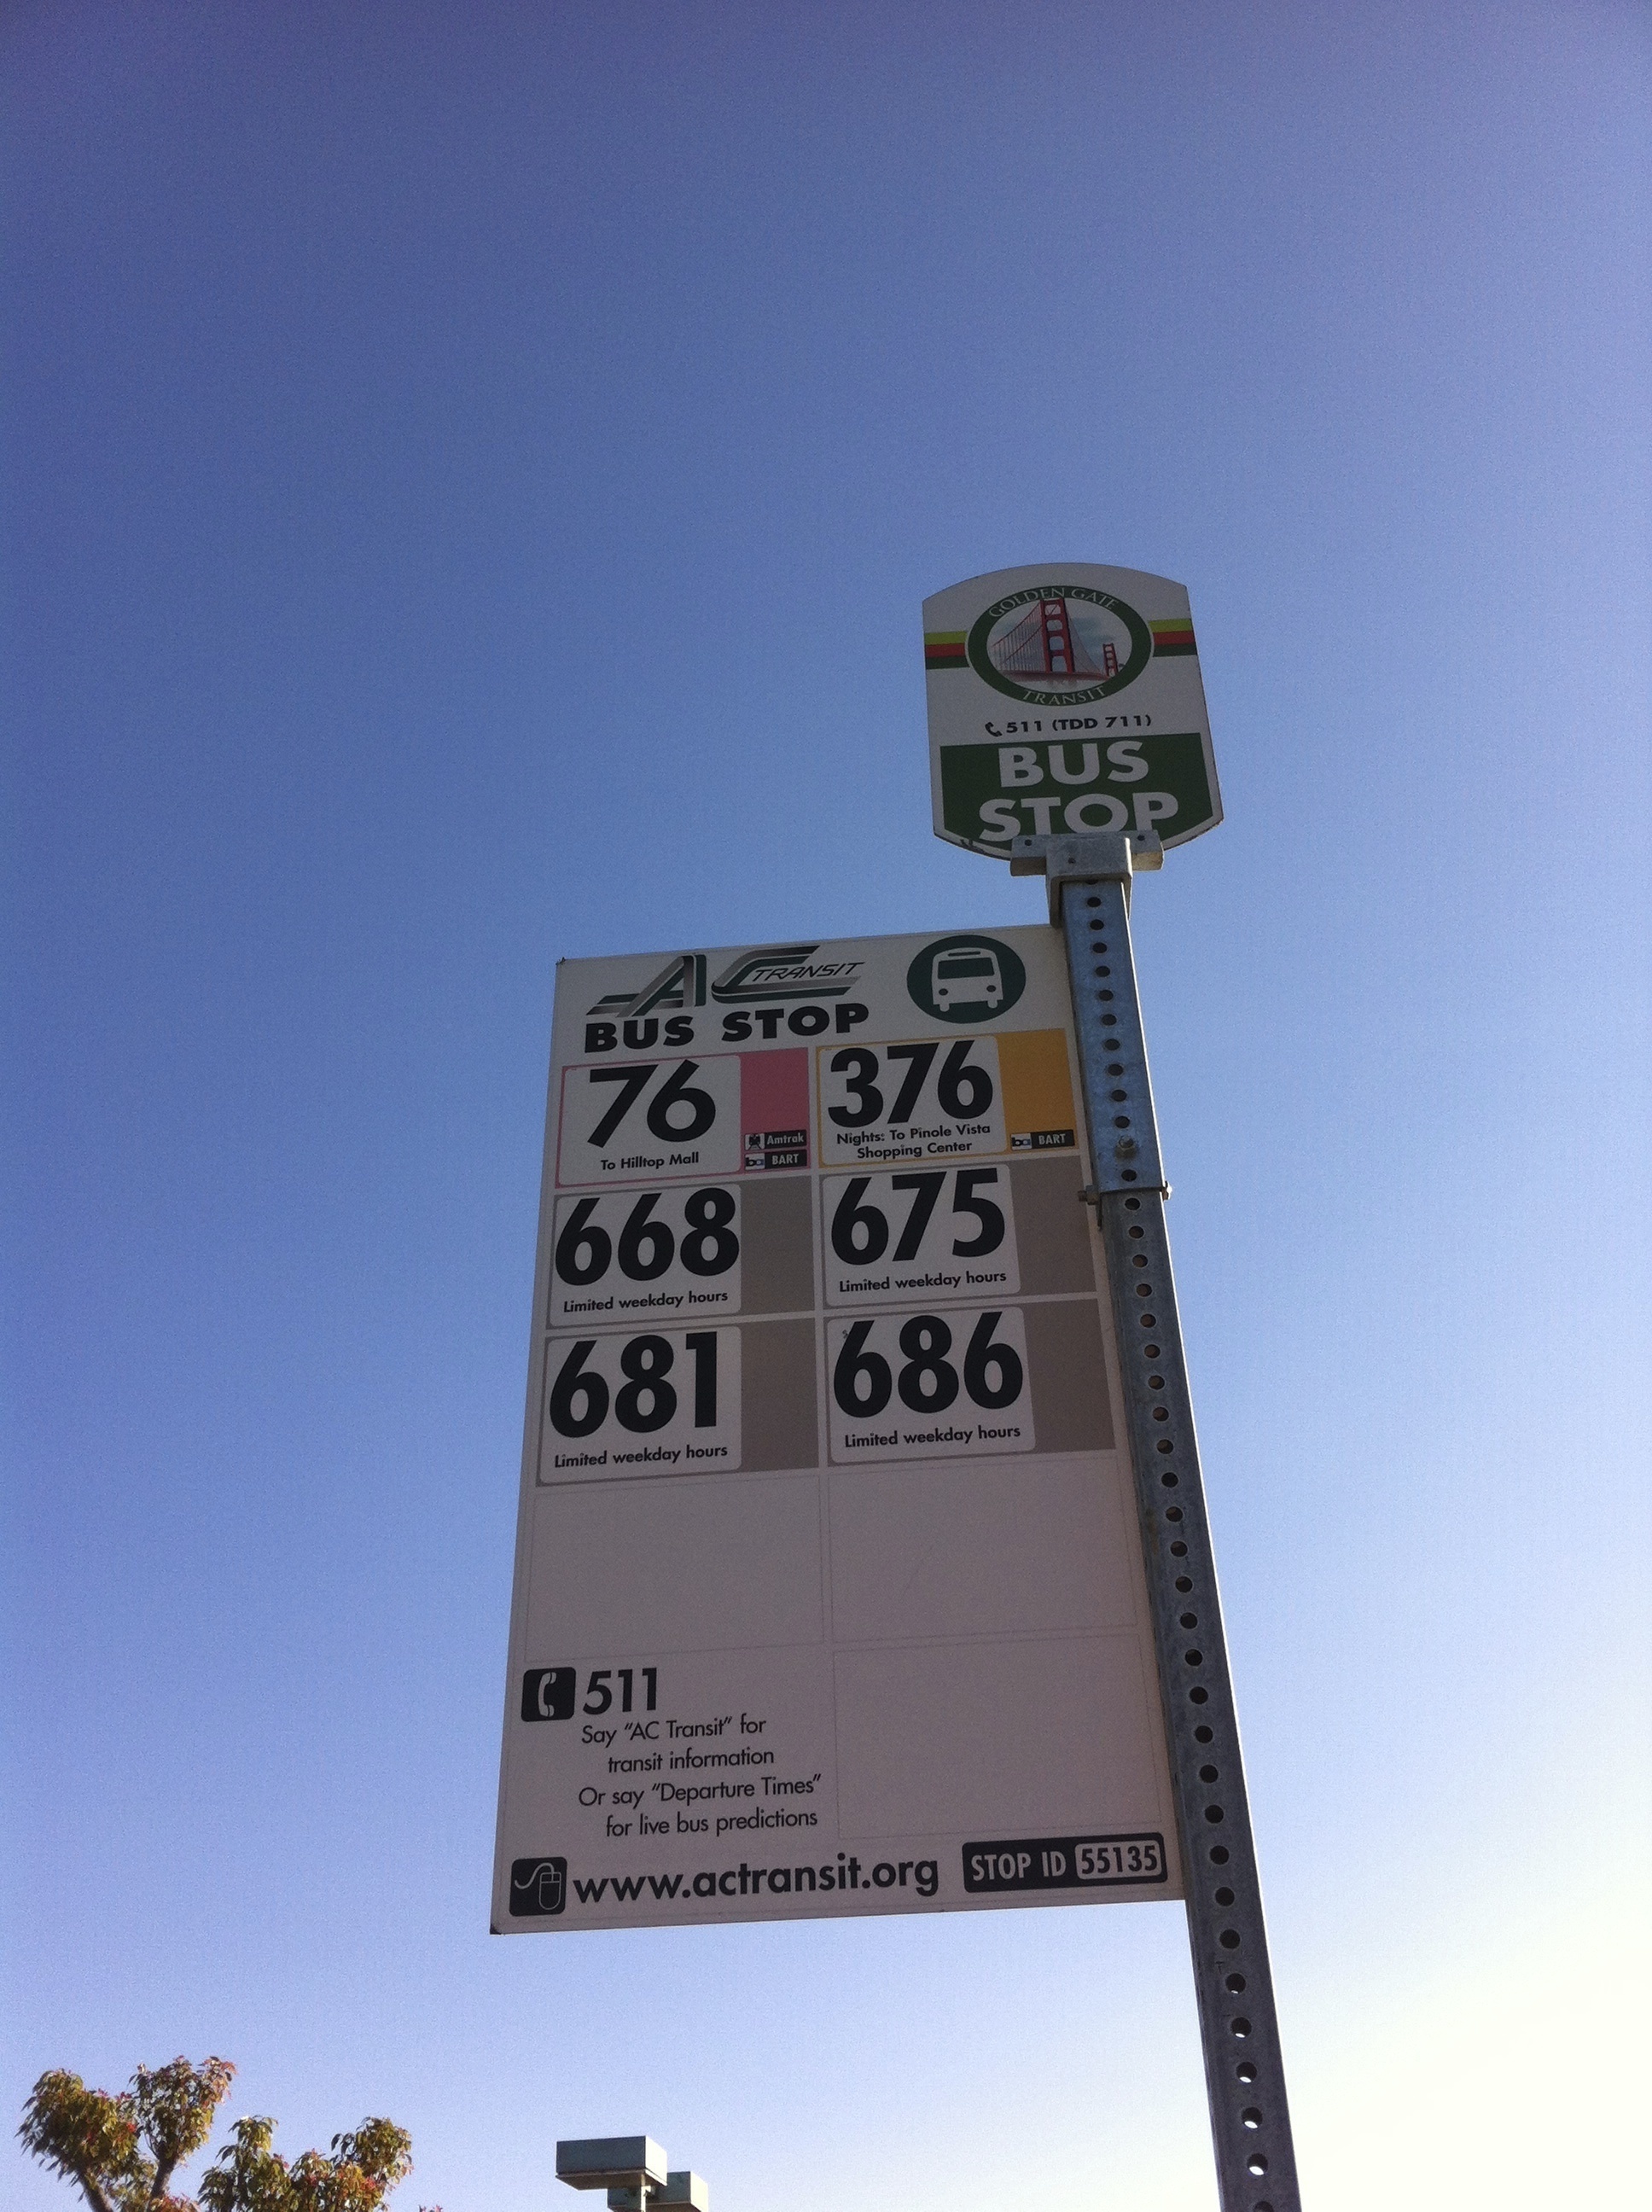 GOLDEN GATE
TRANSIT
511 (TDD 711)
BUS
STOP
AC TRANSIT
BUS STOP
76
To Hilltop Mall
Amtrak
BART
376
Nights: To Pinole Vista
Shopping Center
ba BART
668
Limited weekday hours
675
Limited weekday hours
681
Limited weekday hours
686
Limited weekday hours
511
Say "AC Transit" for
transit information
Or say "Departure Times"
for live bus predictions
www.actransit.org
STOP ID 55135